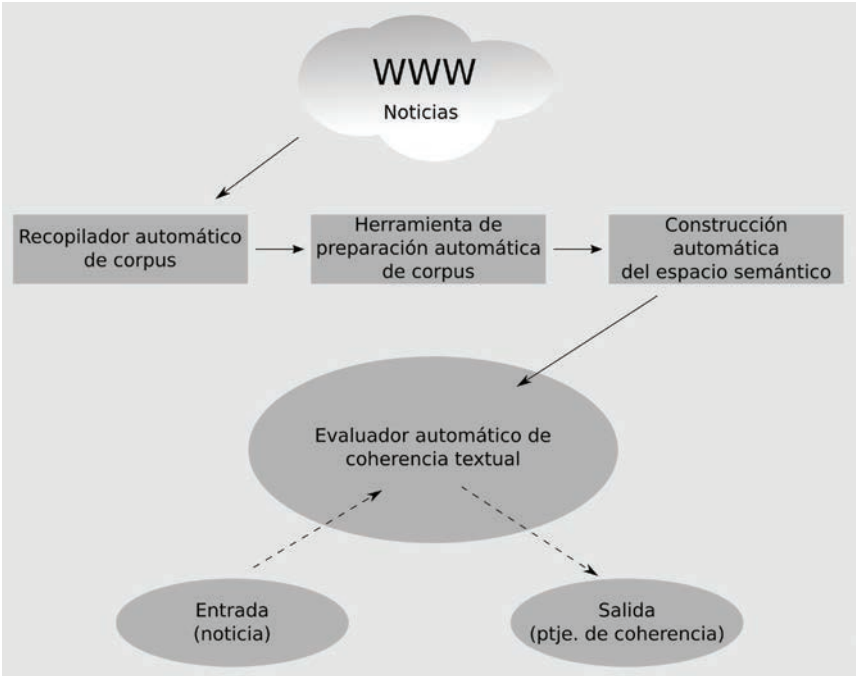 WWW
Noticias
Recopilador automático
de corpus
Herramienta de
preparación automática
de corpus
Construcción
automática
del espacio semántico
Evaluador automático de
coherencia textual
Entrada
(noticia)
Salida
(ptje. de coherencia)